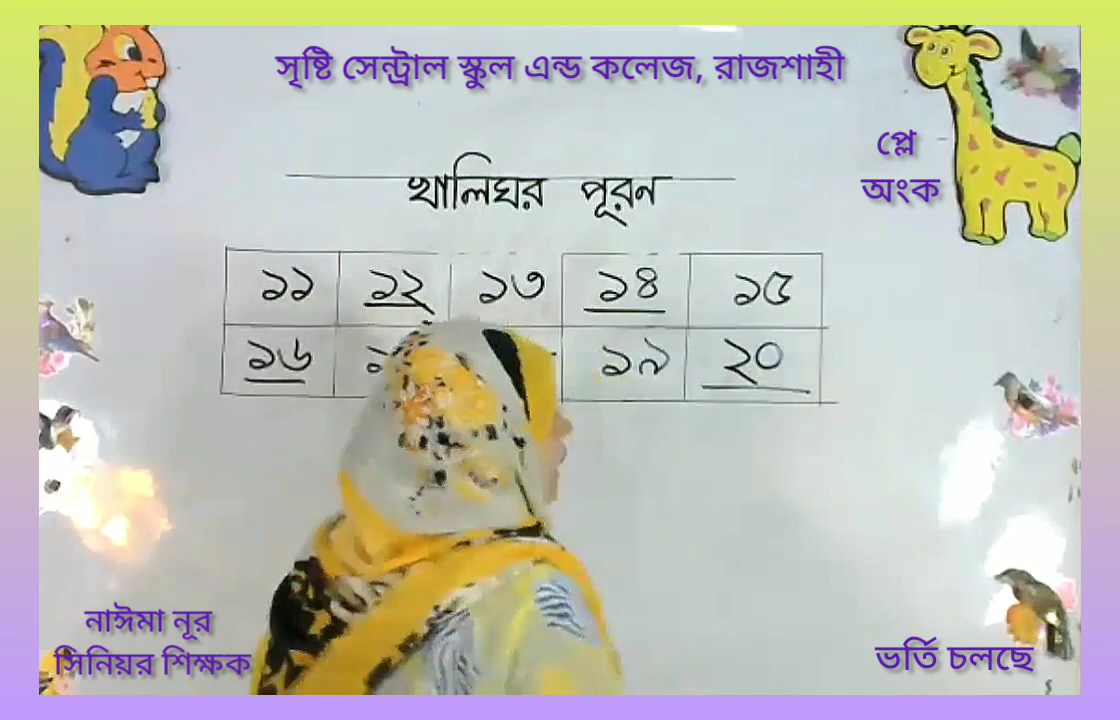 সৃষ্টি সেন্ট্রাল স্কুল এন্ড কলেজ, রাজশাহী
প্লে
অংক
খালিঘর পূরন
১১ ১২ ১৩ ১৪ ১৫
১৬ ১৯ ২০
নাঈমা নূর
সিনিয়র শিক্ষক
ভর্তি চলছে